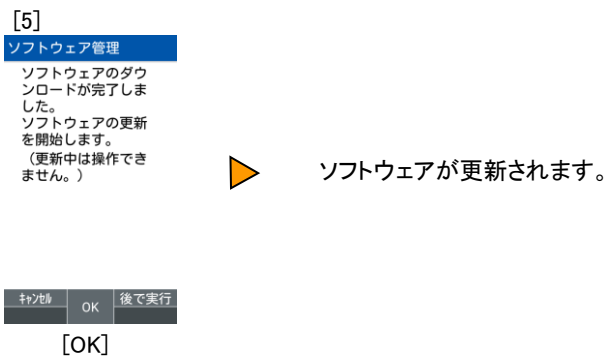 [5]
ソフトウェア管理
ソフトウェアのダウ
ンロードが完了しま
した。
ソフトウェアの更新
を開始します。
（更新中は操作でき
ません。）
ソフトウェアが更新されます。
ｷｬﾝｾﾙ OK 後で実行
[OK]